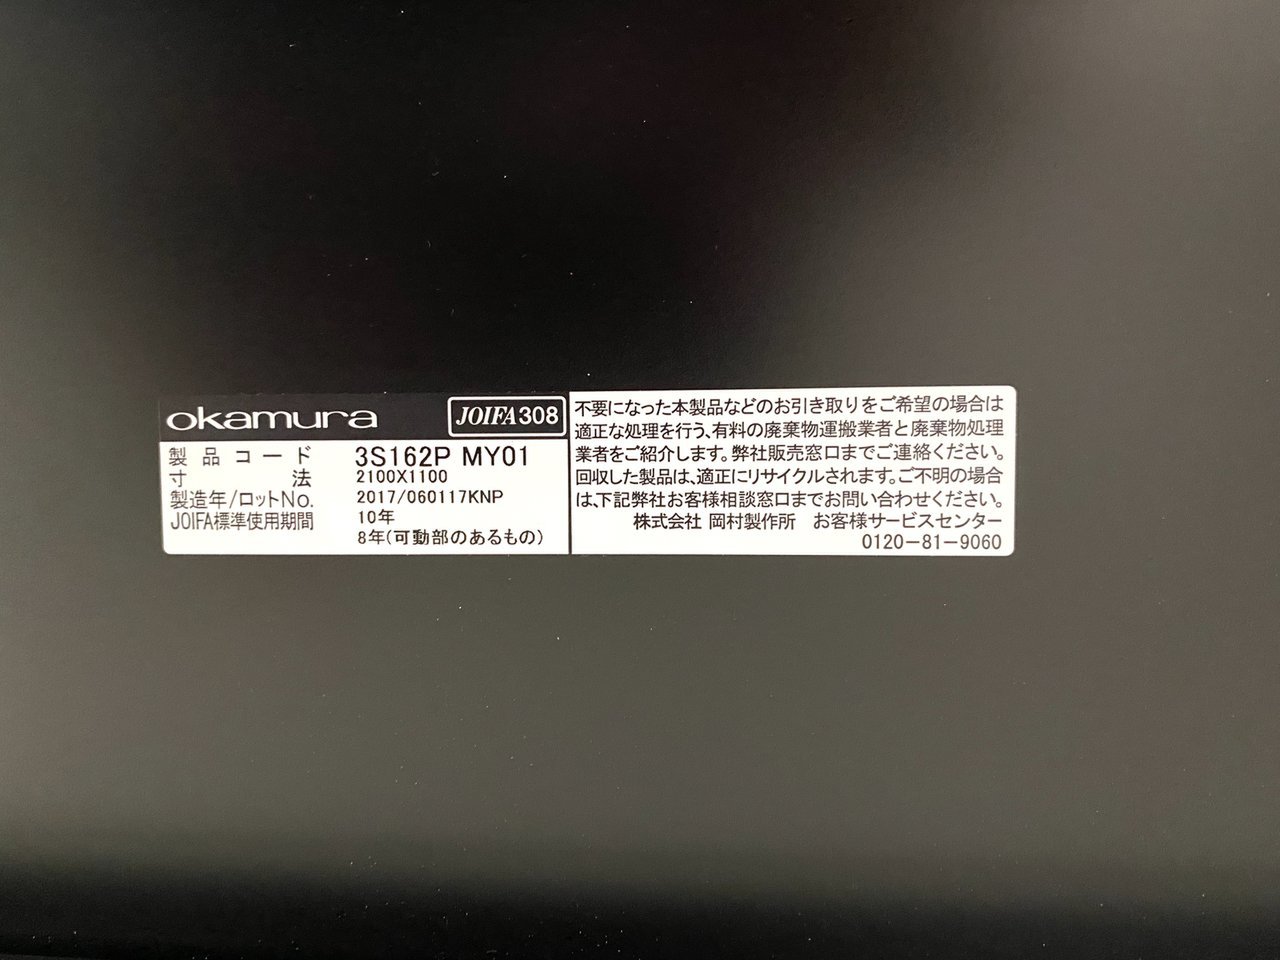 okamura JOIFA308
製品コード 3S162P MY01
寸法 2100X1100
製造年/ロットNo. 2017/060117KNP
JOIFA標準使用期間 10年
8年(可動部のあるもの)
不要になった本製品などのお引き取りをご希望の場合は
適正な処理を行う、有料の廃棄物運搬業者と廃棄物処理
業者をご紹介します。弊社販売窓口までご連絡ください。
回収した製品は、適正にリサイクルされます。ご不明の場合
は、下記弊社お客様相談窓口までお問い合わせください。
株式会社 岡村製作所 お客様サービスセンター
0120-81-9060